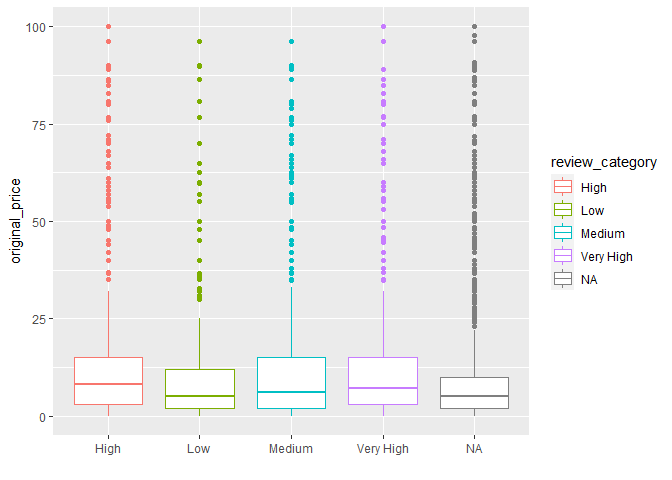 100
75
50
25
0
original_price
High
Low
Medium
Very High
NA
review_category
High
Low
Medium
Very High
NA